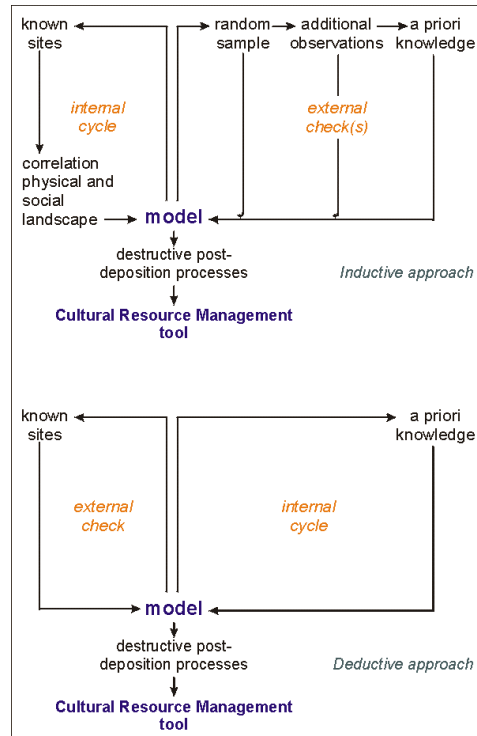 known
sites
random
sample
additional
observations
a priori
knowledge
internal
cycle
external
check(s)
correlation
physical and
social
landscape
model
destructive post-
deposition processes
Inductive approach
Cultural Resource Management
tool
known
sites
a priori
knowledge
external
check
internal
cycle
model
destructive post-
deposition processes
Deductive approach
Cultural Resource Management
tool